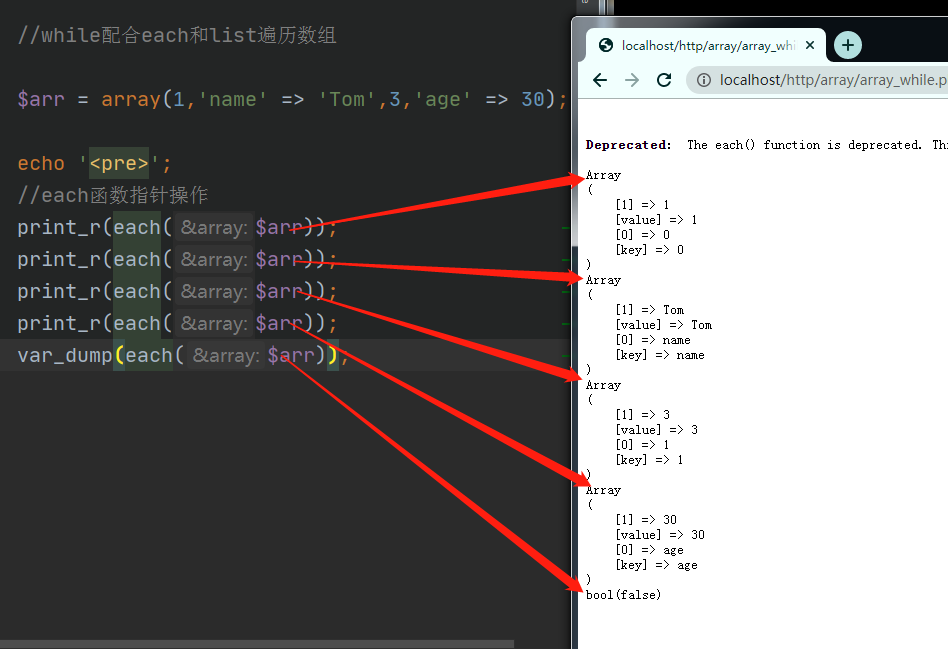 //while配合each和list遍历数组
$arr = array(1,'name' => 'Tom',3,'age' => 30);
echo '<pre>';
//each函数指针操作
print_r(each( &array: $arr));
print_r(each( &array: $arr));
print_r(each( &array: $arr));
print_r(each( &array: $arr));
var_dump(each( &array: $arr));
localhost/http/array/array_whi
localhost/http/array/array_while.p
Deprecated: The each() function is deprecated. Thi
Array
(
[1] => 1
[value] => 1
[0] => 0
[key] => 0
)
Array
(
[1] => Tom
[value] => Tom
[0] => name
[key] => name
)
Array
(
[1] => 3
[value] => 3
[0] => 1
[key] => 1
)
Array
(
[1] => 30
[value] => 30
[0] => age
[key] => age
)
bool(false)